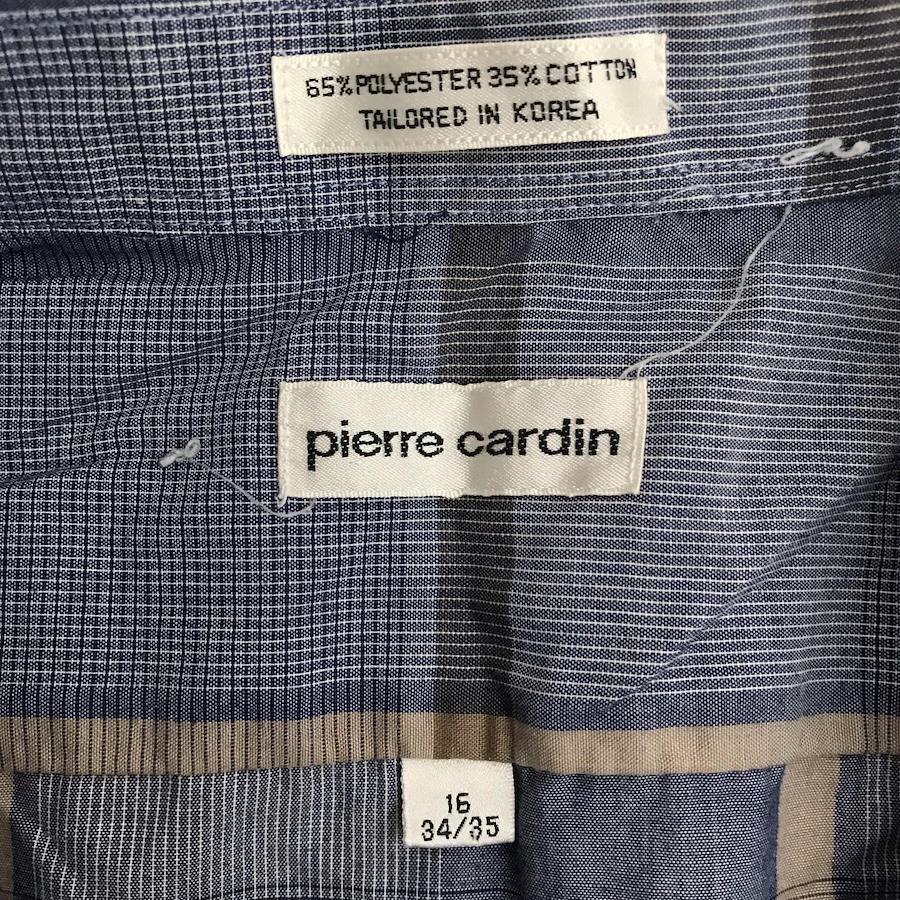 65% POLYESTER 35% COTTON
TAILORED IN KOREA
pierre cardin
16
34/35